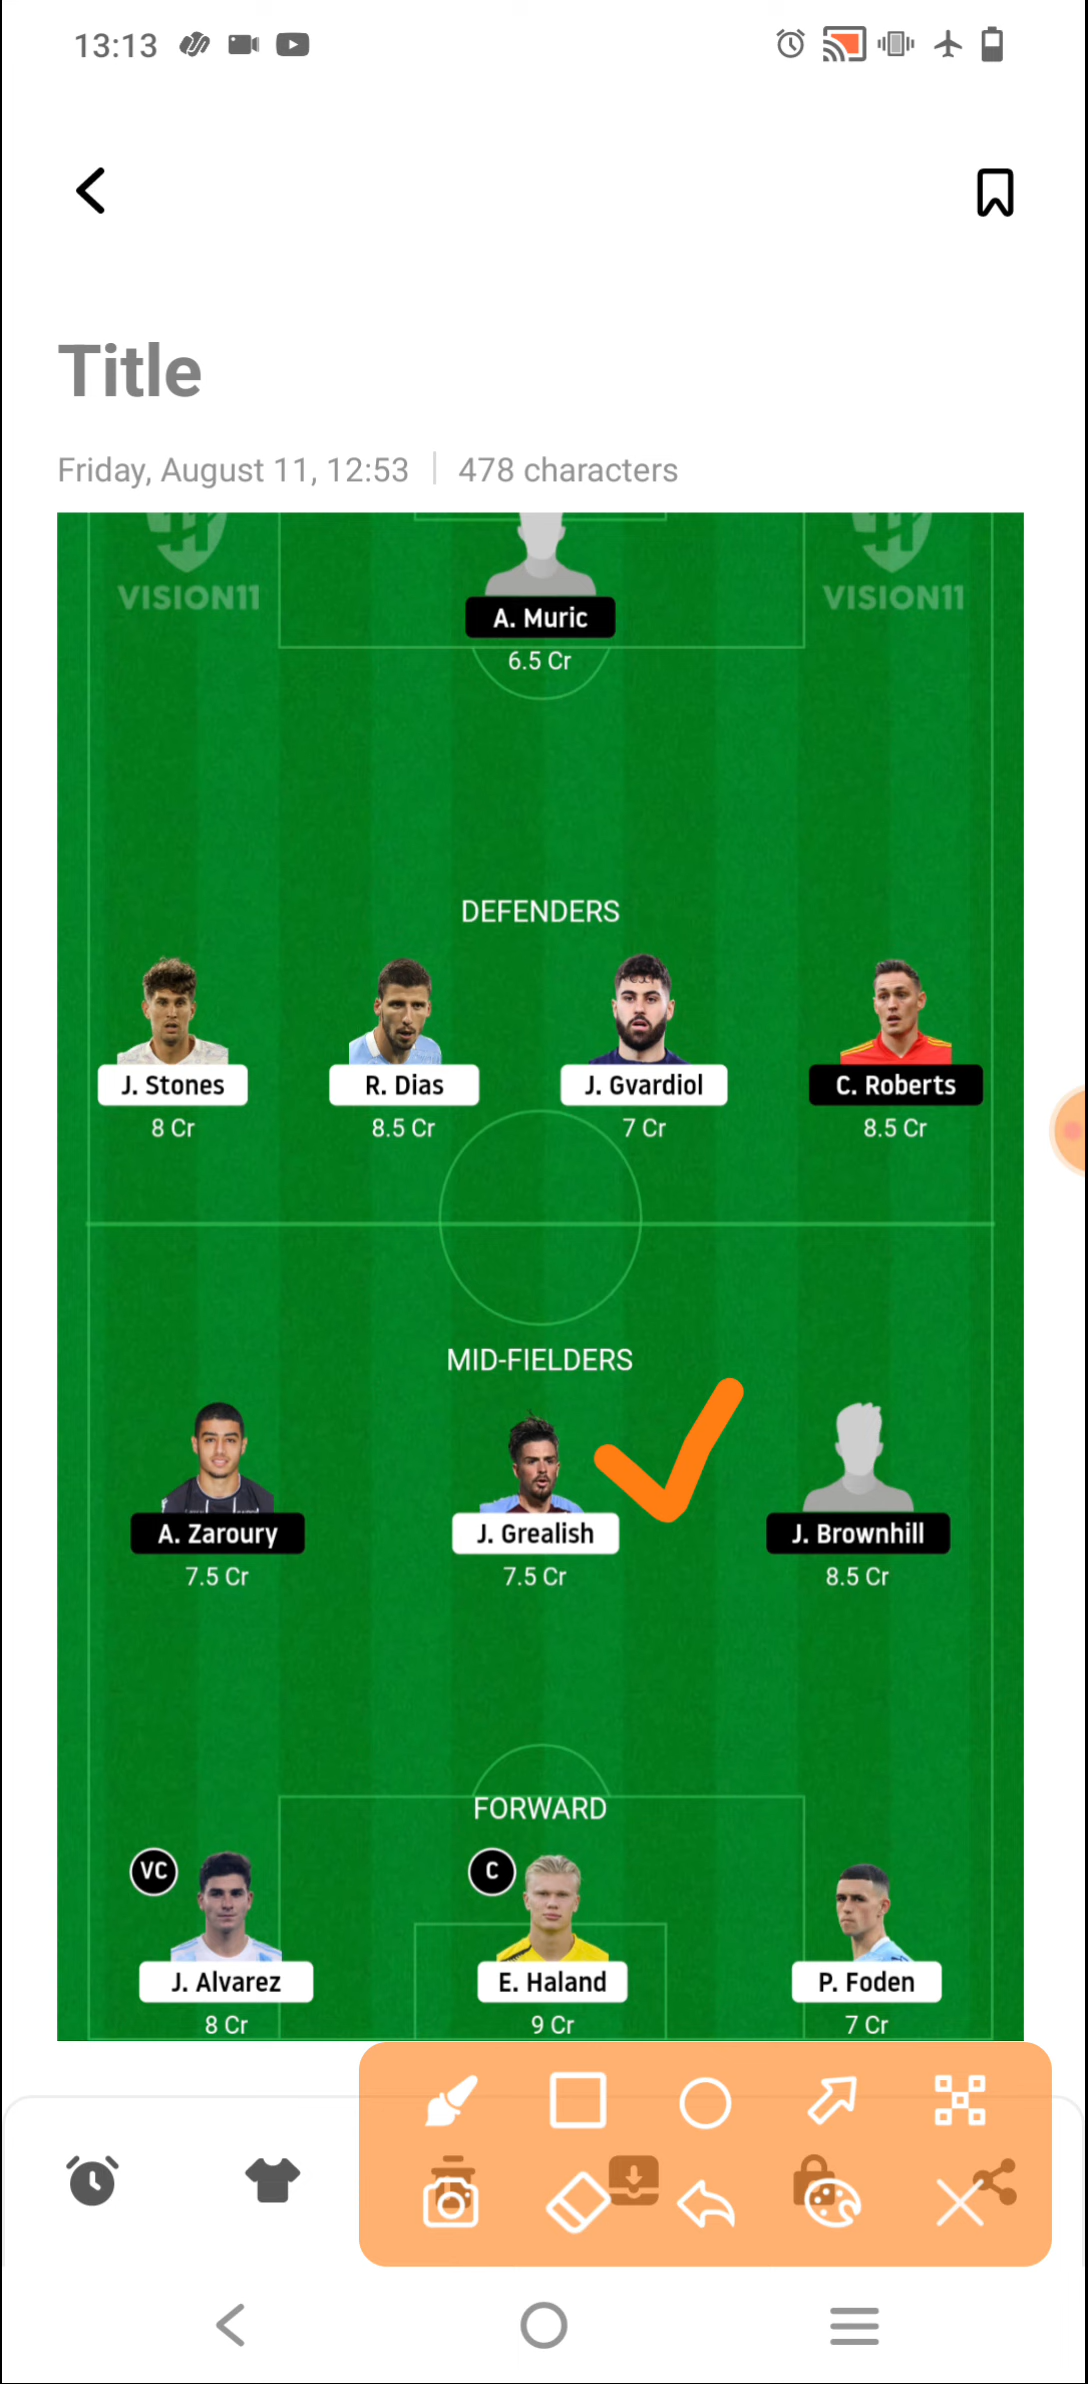 13:13
Title
Friday, August 11, 12:53 | 478 characters
VISION11 VISION11
A. Muric
6.5 Cr
DEFENDERS
J. Stones R. Dias J. Gvardiol C. Roberts
8 Cr 8.5 Cr 7 Cr 8.5 Cr
MID-FIELDERS
A. Zaroury J. Grealish J. Brownhill
7.5 Cr 7.5 Cr 8.5 Cr
FORWARD
VC C
J. Alvarez E. Haland P. Foden
8 Cr 9 Cr 7 Cr